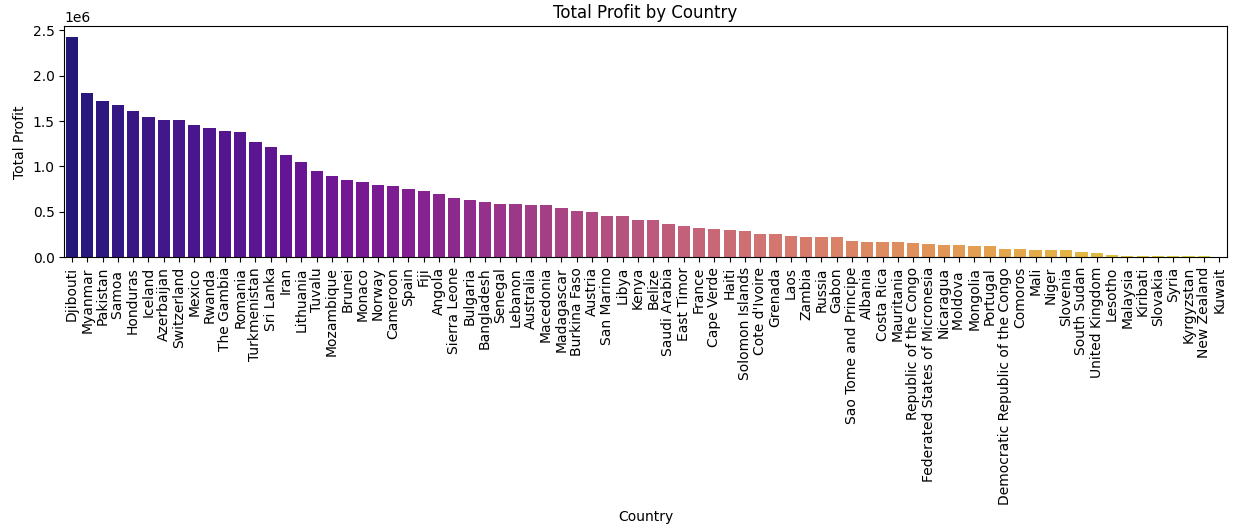 Total Profit by Country
1e6
Total Profit
2.5
2.0
1.5
1.0
0.5
0.0
Djibouti
Myanmar
Pakistan
Samoa
Honduras
Iceland
Azerbaijan
Switzerland
Mexico
Rwanda
The Gambia
Romania
Turkmenistan
Sri Lanka
Iran
Lithuania
Tuvalu
Mozambique
Brunei
Monaco
Norway
Cameroon
Spain
Fiji
Angola
Sierra Leone
Bulgaria
Bangladesh
Senegal
Lebanon
Australia
Macedonia
Madagascar
Burkina Faso
Austria
San Marino
Libya
Kenya
Belize
Saudi Arabia
East Timor
France
Cape Verde
Haiti
Solomon Islands
Cote d'Ivoire
Grenada
Laos
Zambia
Russia
Gabon
Sao Tome and Principe
Albania
Costa Rica
Mauritania
Republic of the Congo
Federated States of Micronesia
Nicaragua
Moldova
Mongolia
Portugal
Democratic Republic of the Congo
Comoros
Mali
Niger
Slovenia
South Sudan
United Kingdom
Lesotho
Malaysia
Kiribati
Slovakia
Syria
Kyrgyzstan
New Zealand
Kuwait
Country